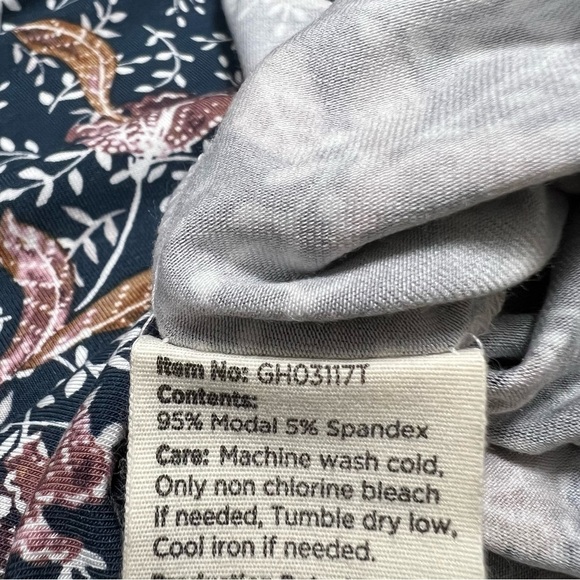 Item No: GH03117T
Contents:
95% Modal 5% Spandex
Care: Machine wash cold,
Only non chlorine bleach
If needed, Tumble dry low,
Cool iron if needed.